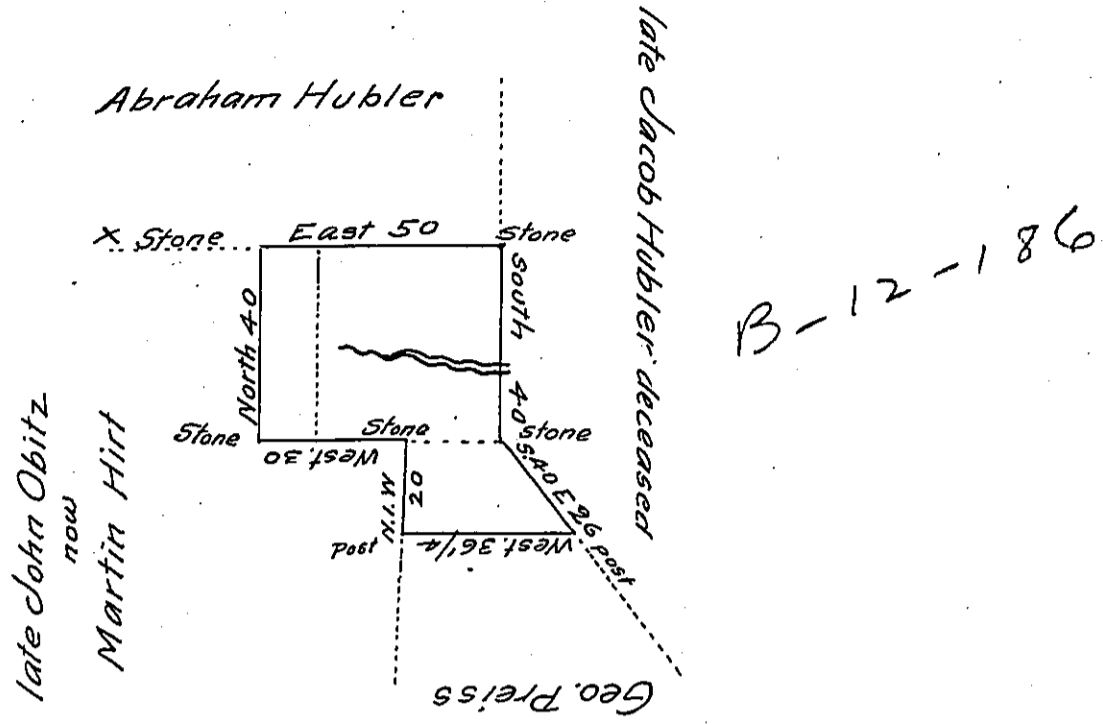 Abraham Hubler
late Jacob Hubler deceased
X Stone
East 50
Stone
South 40
North 40
Stone
West 30
Stone
Stone
S40 E 26 post
N.1.W
20
Post
West 36 1/4
late John Obitz
now
Martin Hirt
Geo. Preiss
B-12-186